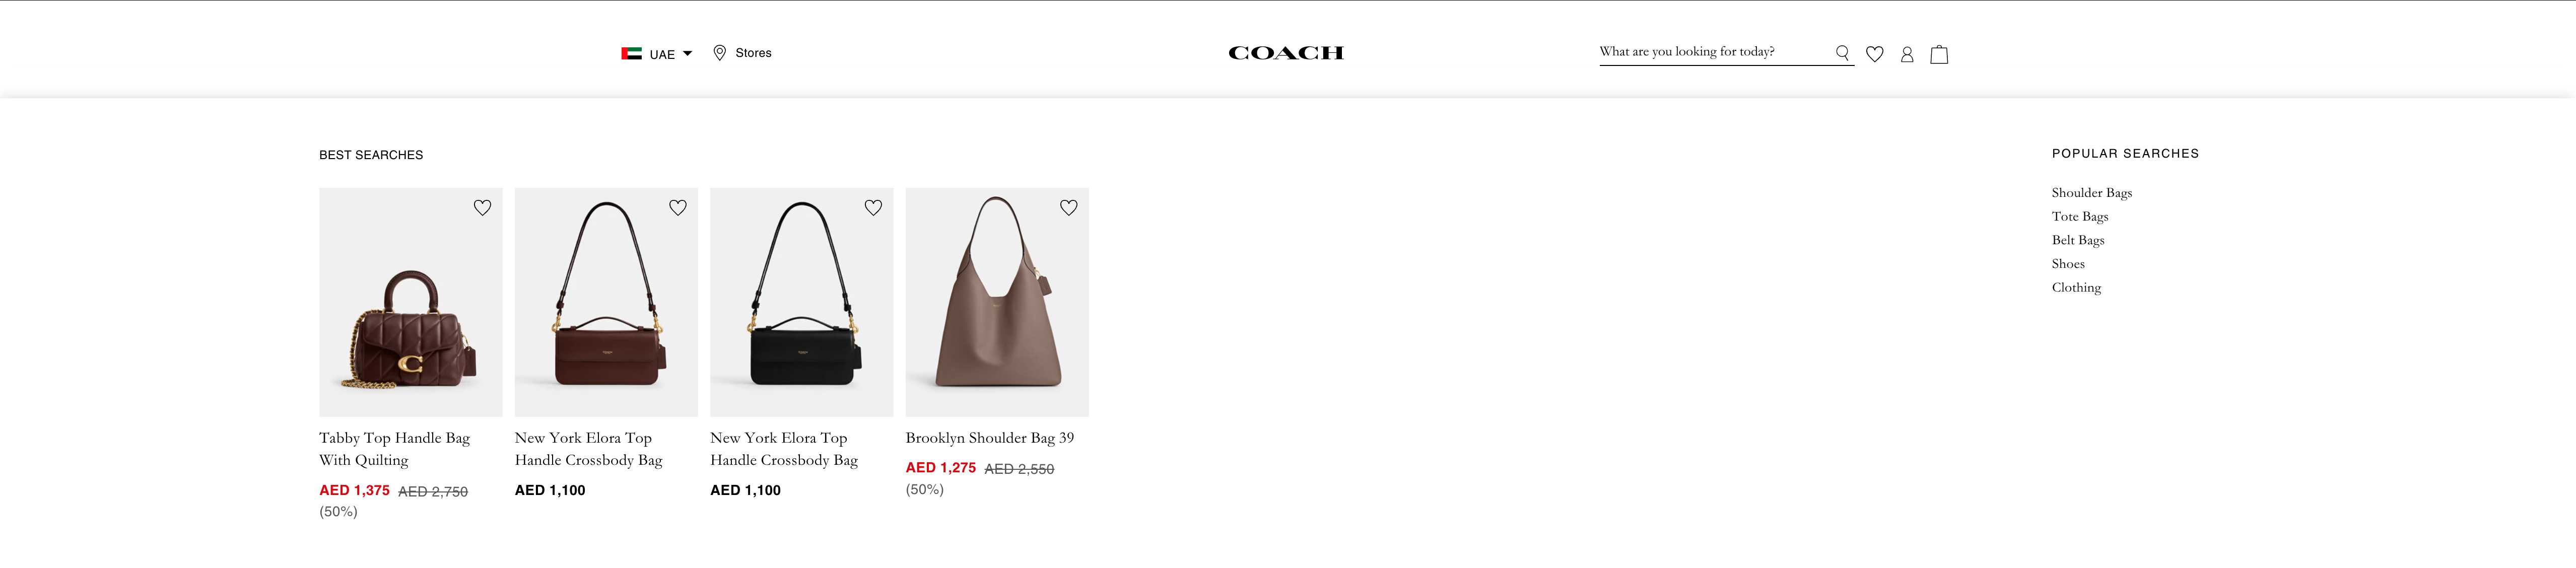 UAE
Stores
COACH
What are you looking for today?
BEST SEARCHES
Tabby Top Handle Bag
With Quilting
AED 1,375 AED 2,750
(50%)
New York Elora Top
Handle Crossbody Bag
AED 1,100
New York Elora Top
Handle Crossbody Bag
AED 1,100
Brooklyn Shoulder Bag 39
AED 1,275 AED 2,550
(50%)
POPULAR SEARCHES
Shoulder Bags
Tote Bags
Belt Bags
Shoes
Clothing